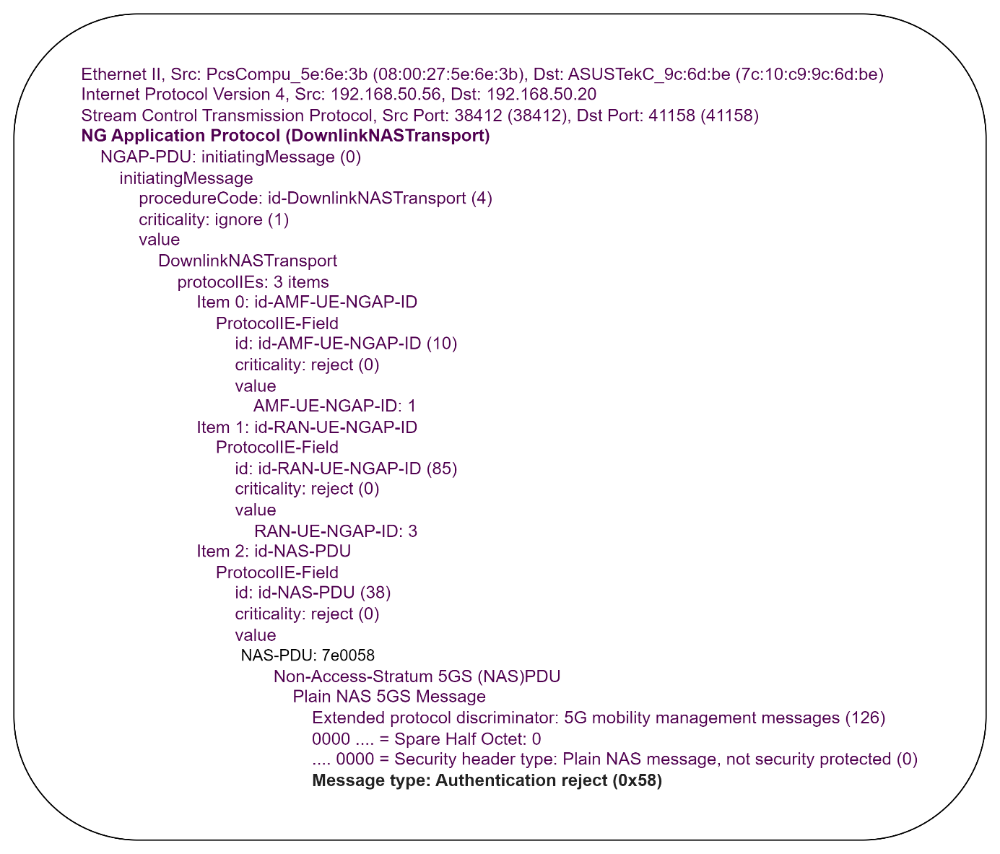 Ethernet II, Src: PcsCompu_5e:6e:3b (08:00:27:5e:6e:3b), Dst: ASUSTekC_9c:6d:be (7c:10:c9:9c:6d:be)
Internet Protocol Version 4, Src: 192.168.50.56, Dst: 192.168.50.20
Stream Control Transmission Protocol, Src Port: 38412 (38412), Dst Port: 41158 (41158)
NG Application Protocol (DownlinkNASTransport)
NGAP-PDU: initiatingMessage (0)
initiatingMessage
procedureCode: id-DownlinkNASTransport (4)
criticality: ignore (1)
value
DownlinkNASTransport
protocolIEs: 3 items
Item 0: id-AMF-UE-NGAP-ID
ProtocolIE-Field
id: id-AMF-UE-NGAP-ID (10)
criticality: reject (0)
value
AMF-UE-NGAP-ID: 1
Item 1: id-RAN-UE-NGAP-ID
ProtocolIE-Field
id: id-RAN-UE-NGAP-ID (85)
criticality: reject (0)
value
RAN-UE-NGAP-ID: 3
Item 2: id-NAS-PDU
ProtocolIE-Field
id: id-NAS-PDU (38)
criticality: reject (0)
value
NAS-PDU: 7e0058
Non-Access-Stratum 5GS (NAS)PDU
Plain NAS 5GS Message
Extended protocol discriminator: 5G mobility management messages (126)
0000 .... = Spare Half Octet: 0
.... 0000 = Security header type: Plain NAS message, not security protected (0)
Message type: Authentication reject (0x58)